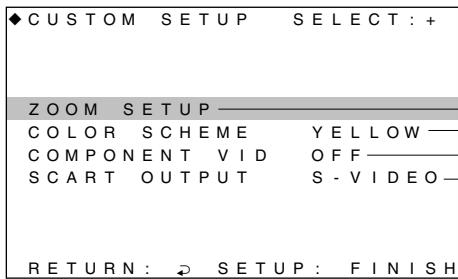 ◆CUSTOM SETUP SELECT:+
ZOOM SETUP
COLOR SCHEME YELLOW
COMPONENT VID OFF
SCART OUTPUT S-VIDEO
RETURN: ⊋ SETUP: FINISH